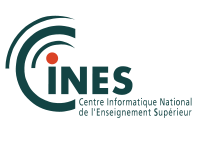 CINES
Centre Informatique National
de l'Enseignement Supérieur